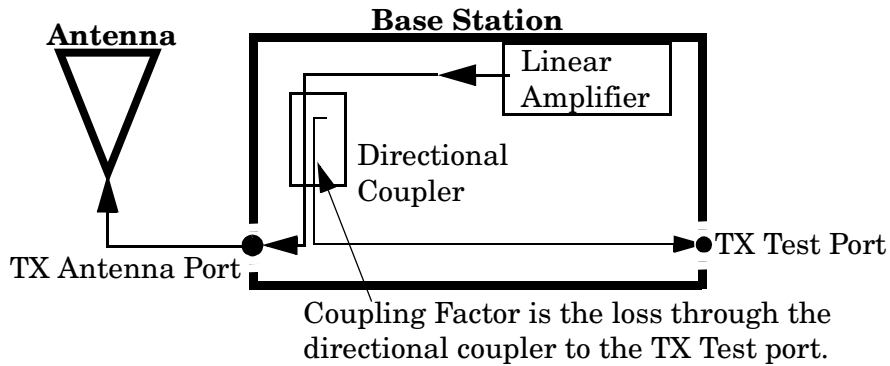 Base Station
Antenna
Linear
Amplifier
Directional
Coupler
TX Antenna Port
TX Test Port
Coupling Factor is the loss through the
directional coupler to the TX Test port.